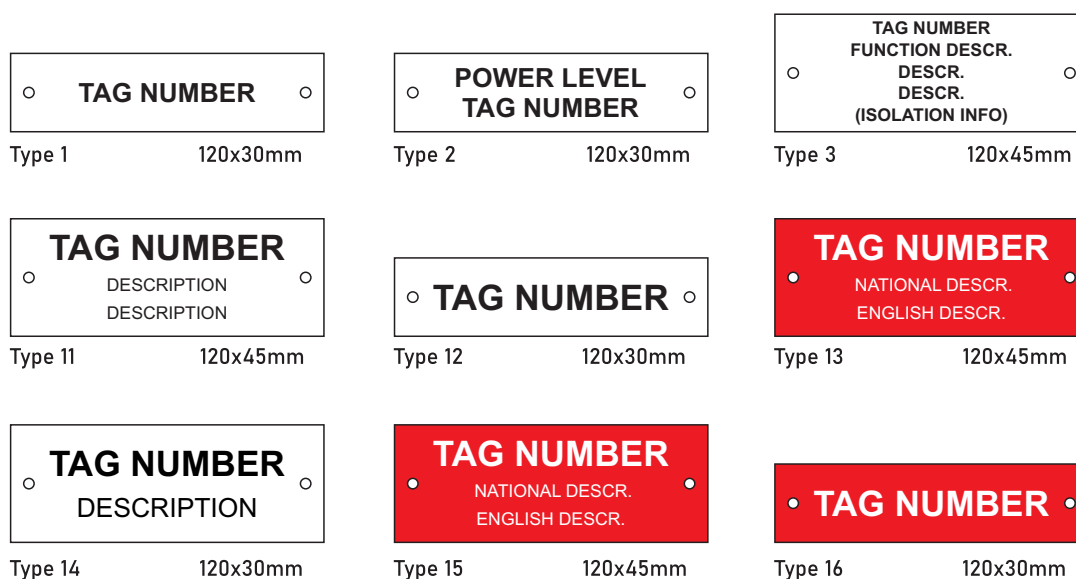 TAG NUMBER
Type 1 120x30mm
POWER LEVEL
TAG NUMBER
Type 2 120x30mm
TAG NUMBER
FUNCTION DESCR.
DESCR.
DESCR.
(ISOLATION INFO)
Type 3 120x45mm
TAG NUMBER
DESCRIPTION
DESCRIPTION
Type 11 120x45mm
TAG NUMBER
Type 12 120x30mm
TAG NUMBER
NATIONAL DESCR.
ENGLISH DESCR.
Type 13 120x45mm
TAG NUMBER
DESCRIPTION
Type 14 120x30mm
TAG NUMBER
NATIONAL DESCR.
ENGLISH DESCR.
Type 15 120x45mm
TAG NUMBER
Type 16 120x30mm